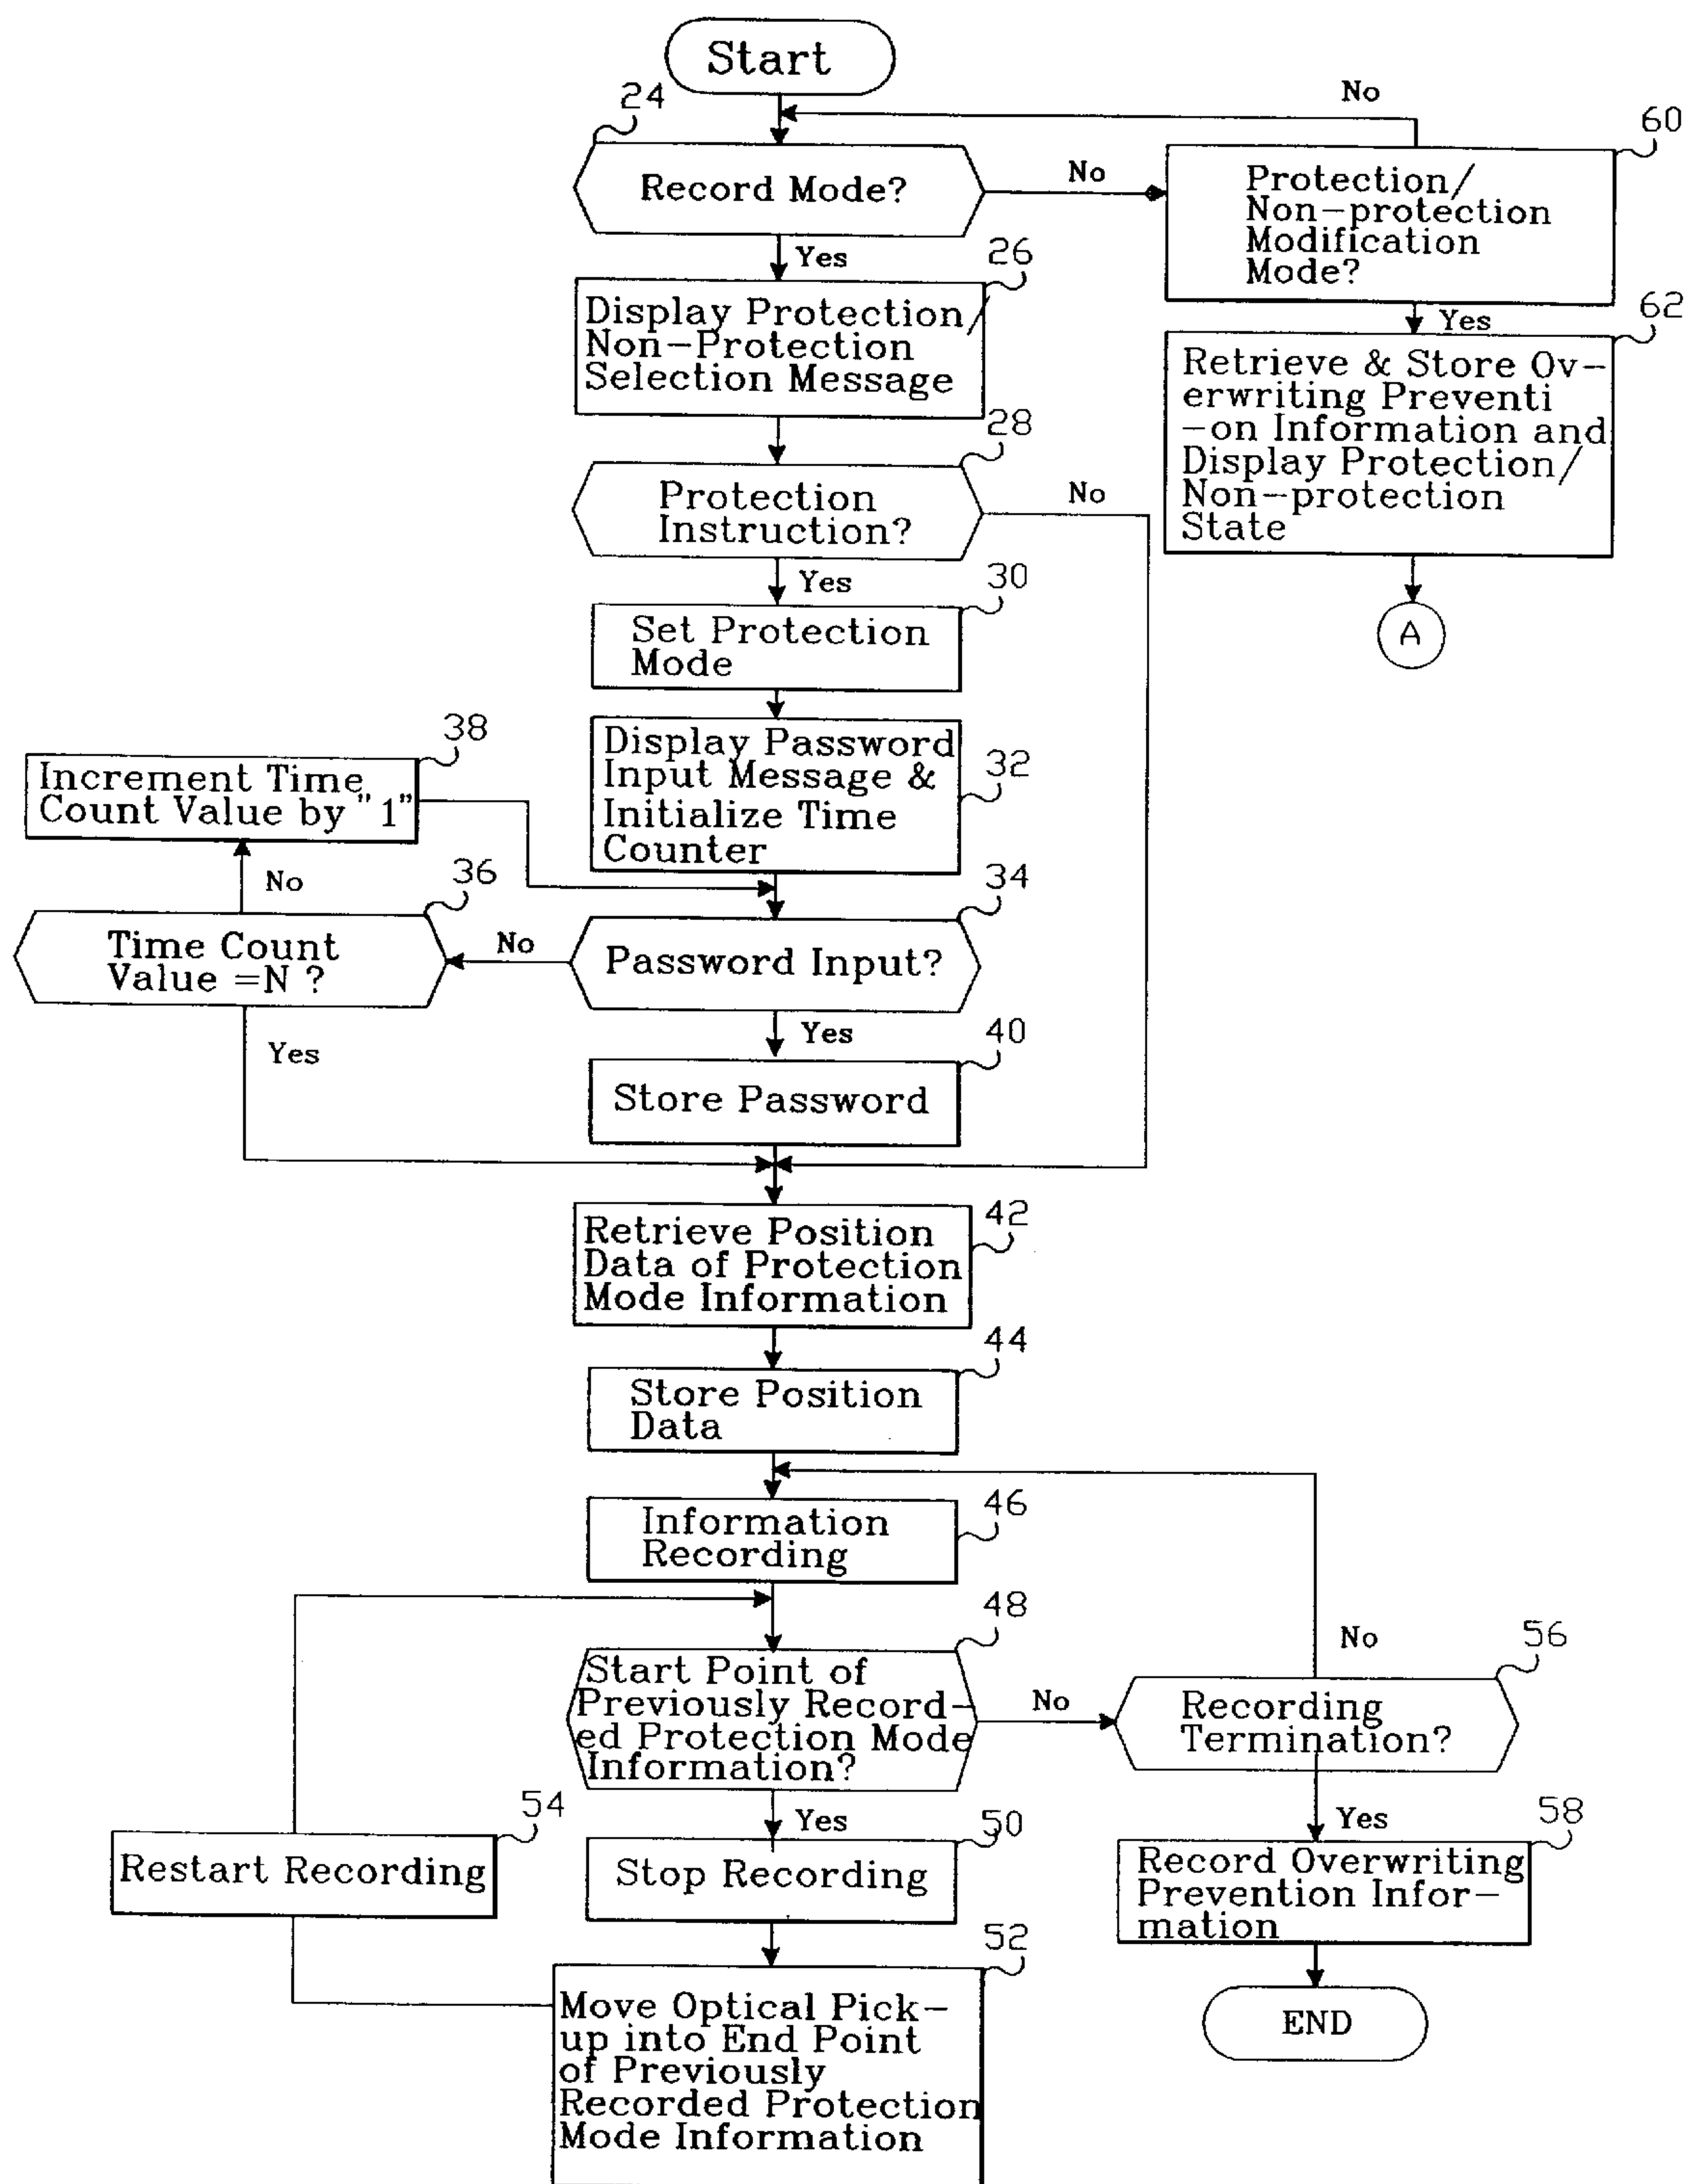 Start
No
24
60
Record Mode?
No
Protection/
Non-protection
Modification
Mode?
Yes
26
Display Protection/
Non-Protection
Selection Message
Yes
62
Retrieve & Store Ov-
erwriting Preventi
-on Information and
Display Protection/
Non-protection
State
A
28
Protection
Instruction?
No
Yes
30
Set Protection
Mode
Display Password
Input Message &
Initialize Time
Counter
32
38
Increment Time
Count Value by "1"
No
36
Time Count
Value =N ?
No
34
Password Input?
Yes
Yes
40
Store Password
Retrieve Position
Data of Protection
Mode Information
42
44
Store Position
Data
Information
Recording
46
48
Start Point of
Previously Record-
ed Protection Mode
Information?
No
No
56
Recording
Termination?
Yes
50
Stop Recording
54
Restart Recording
Yes
58
Record Overwriting
Prevention Infor-
mation
END
52
Move Optical Pick-
up into End Point
of Previously
Recorded Protection
Mode Information